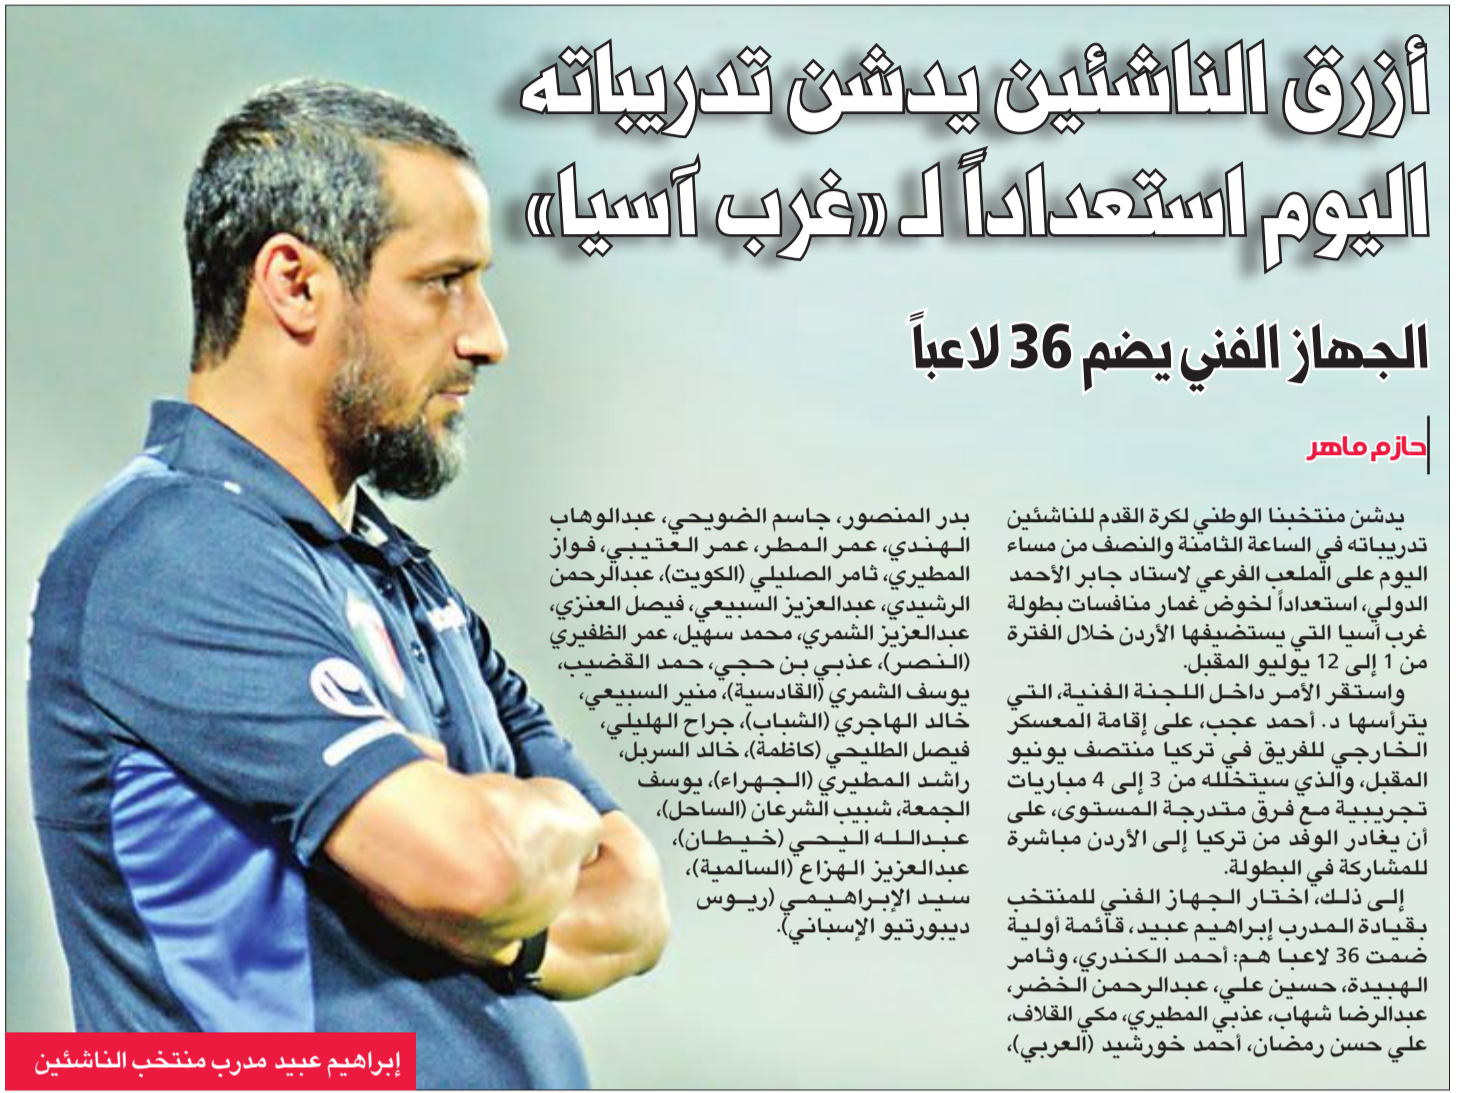 أزرق الناشئين يدشن تدريباته
اليوم استعداداً لـ «غرب آسيا»
الجهاز الفني يضم 36 لاعباً
حازم ماهر
يدشن منتخبنا الوطني لكرة القدم للناشئين
تدريباته في الساعة الثامنة والنصف من مساء
اليوم على الملعب الفرعي لاستاد جابر الأحمد
الدولي، استعداداً لخوض غمار منافسات بطولة
غرب آسيا التي يستضيفها الأردن خلال الفترة
من 1 إلى 12 يوليو المقبل.
واستقر الأمر داخل اللجنة الفنية، التي
يترأسها د. أحمد عجب، على إقامة المعسكر
الخارجي للفريق في تركيا منتصف يونيو
المقبل، والذي سيتخلله من 3 إلى 4 مباريات
تجريبية مع فرق متدرجة المستوى، على
أن يغادر الوفد من تركيا إلى الأردن مباشرة
للمشاركة في البطولة.
إلى ذلك، اختار الجهاز الفني للمنتخب
بقيادة المدرب إبراهيم عبيد، قائمة أولية
ضمت 36 لاعبا هم: أحمد الكندري، وثامر
الهبيدة، حسين علي، عبدالرحمن الخضر،
عبدالرضا شهاب، عذبي المطيري، مكي القلاف،
علي حسن رمضان، أحمد خورشيد (العربي)،
بدر المنصور، جاسم الضويحي، عبدالوهاب
الهندي، عمر المطر، عمر العتيبي، فواز
المطيري، ثامر الصليلي (الكويت)، عبدالرحمن
الرشيدي، عبدالعزيز السبيعي، فيصل العنزي،
عبدالعزيز الشمري، محمد سهيل، عمر الظفيري
(النصر)، عذبي بن حجي، حمد القضيب،
يوسف الشمري (القادسية)، منير السبيعي،
خالد الهاجري (الشباب)، جراح الهليلي،
فيصل الطليحي (كاظمة)، خالد السربل،
راشد المطيري (الجهراء)، يوسف
الجمعة، شبيب الشرعان (الساحل)،
عبدالله اليحي (خيطان)،
عبدالعزيز الهزاع (السالمية)،
سيد الإبراهيمي (ريوس
ديبورتيو الإسباني).
إبراهيم عبيد مدرب منتخب الناشئين